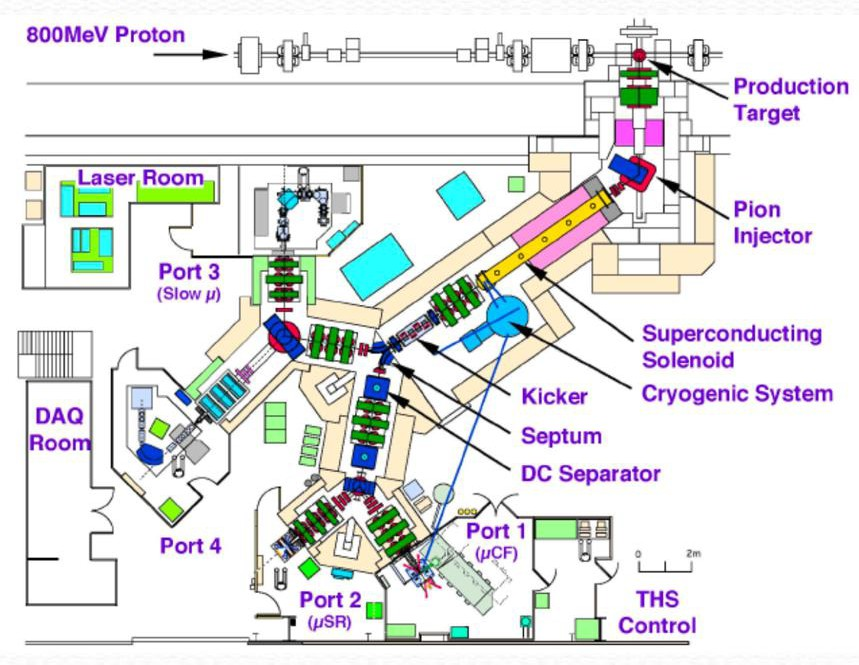 800MeV Proton
Production
Target
Laser Room
Pion
Injector
Port 3
(Slow μ)
Superconducting
Solenoid
Cryogenic System
Kicker
DAQ
Room
Septum
DC Separator
Port 4
Port 1
(μCF)
0 2m
Port 2
(μSR)
THS
Control